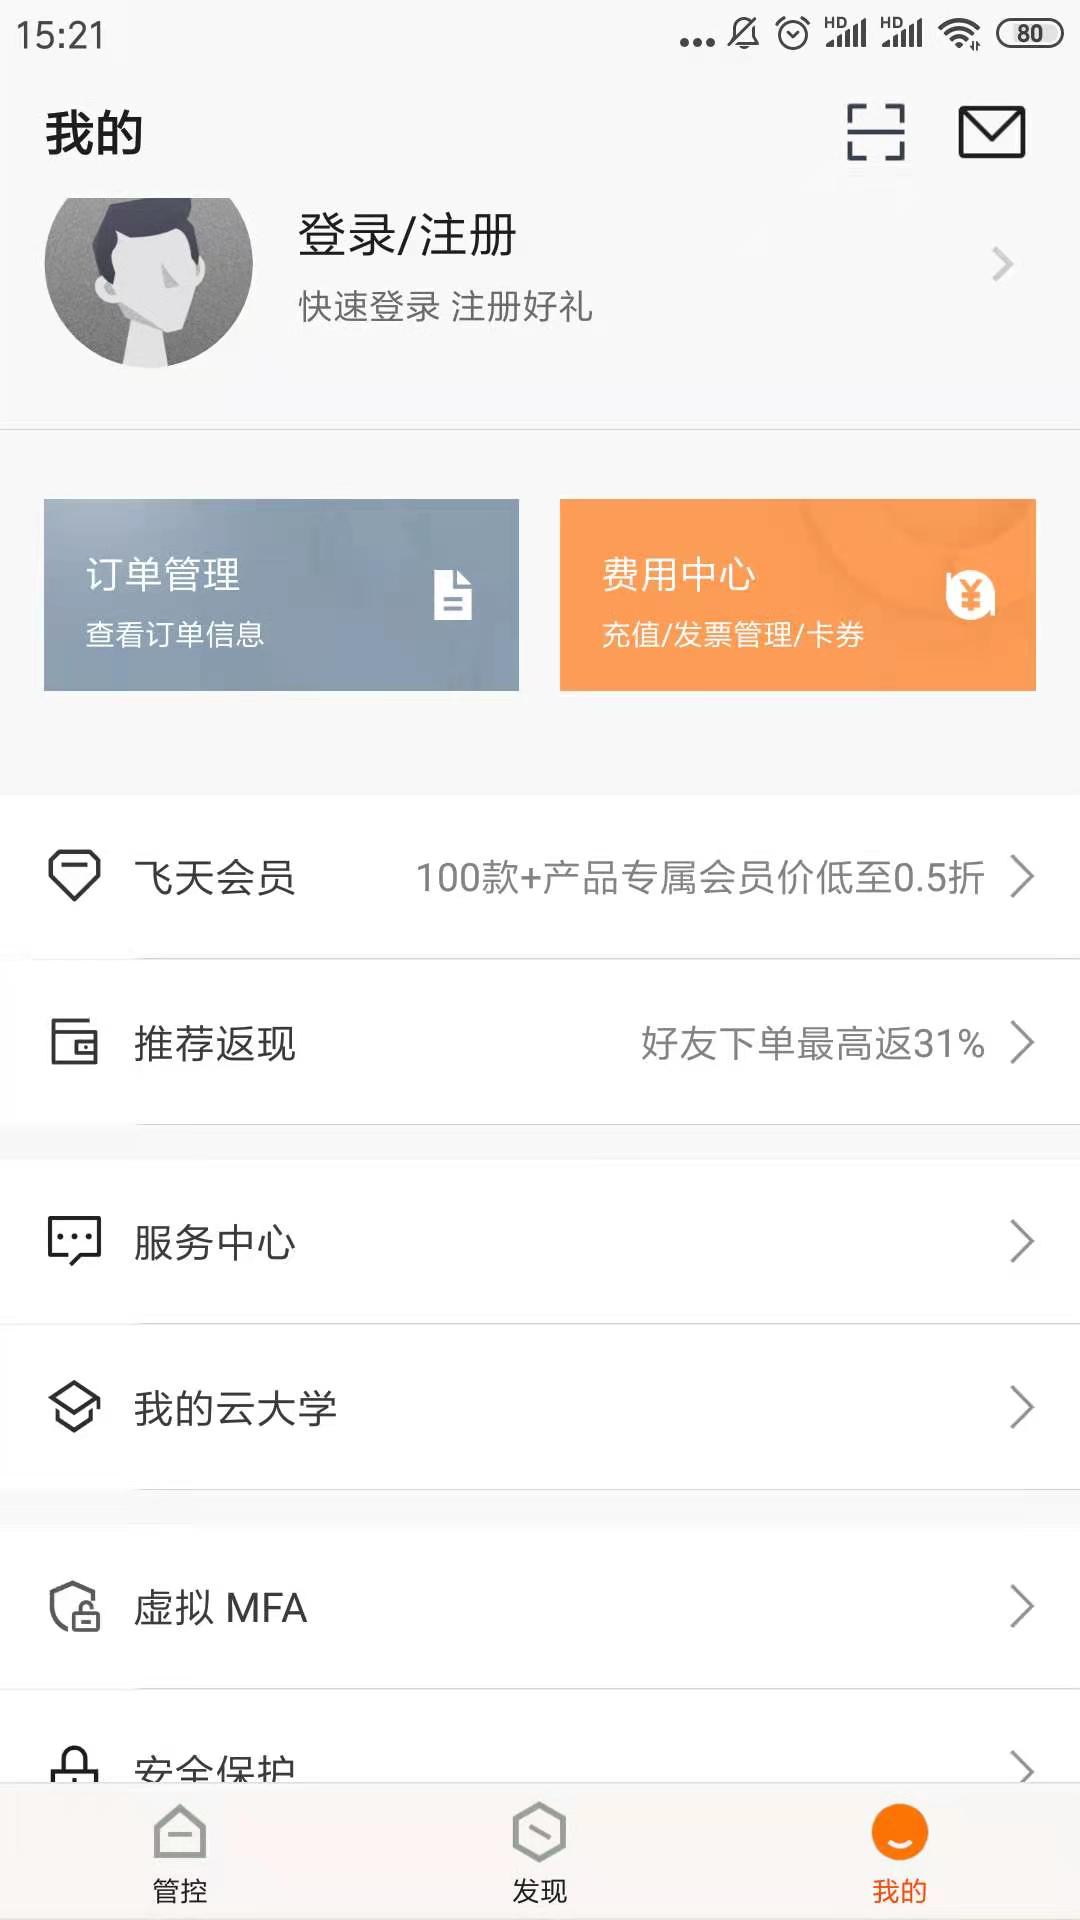 15:21
HD HD 80
我的
登录/注册
快速登录 注册好礼
订单管理
查看订单信息
费用中心
充值/发票管理/卡券
飞天会员 100款+产品专属会员价低至0.5折
推荐返现 好友下单最高返31%
服务中心
我的云大学
虚拟 MFA
安全保护
管控 发现 我的